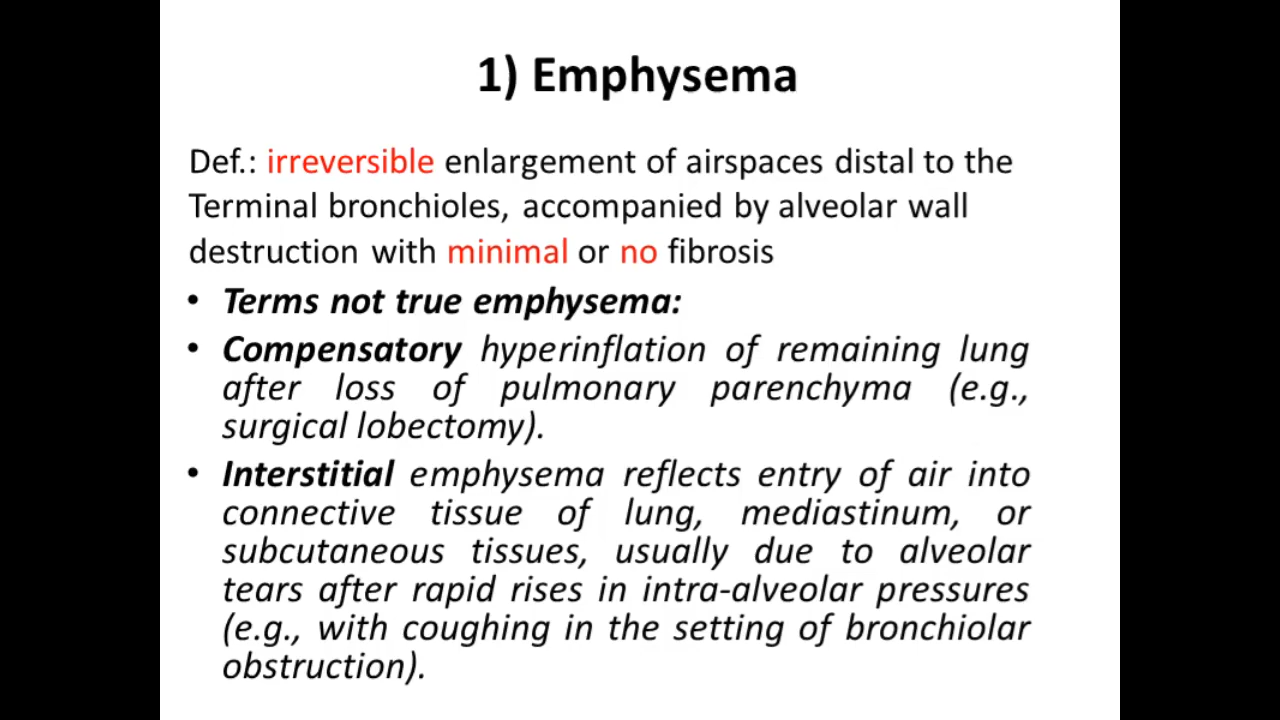 1) Emphysema
Def.: irreversible enlargement of airspaces distal to the
Terminal bronchioles, accompanied by alveolar wall
destruction with minimal or no fibrosis
• Terms not true emphysema:
• Compensatory hyperinflation of remaining lung
after loss of pulmonary parenchyma (e.g.,
surgical lobectomy).
• Interstitial emphysema reflects entry of air into
connective tissue of lung, mediastinum, or
subcutaneous tissues, usually due to alveolar
tears after rapid rises in intra-alveolar pressures
(e.g., with coughing in the setting of bronchiolar
obstruction).